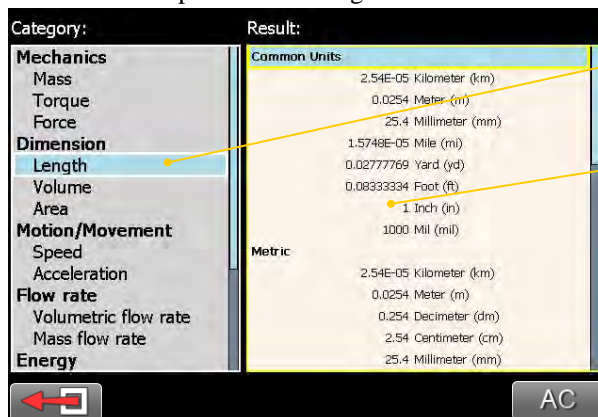 Category:
Result:
Mechanics
Mass
Torque
Force
Dimension
Length
Volume
Area
Motion/Movement
Speed
Acceleration
Flow rate
Volumetric flow rate
Mass flow rate
Energy
Common Units
2.54E-05 Kilometer (km)
0.0254 Meter (m)
25.4 Millimeter (mm)
1.5748E-05 Mile (mi)
0.02777769 Yard (yd)
0.08333334 Foot (ft)
1 Inch (in)
1000 Mil (mil)
Metric
2.54E-05 Kilometer (km)
0.0254 Meter (m)
0.254 Decimeter (dm)
2.54 Centimeter (cm)
25.4 Millimeter (mm)
AC